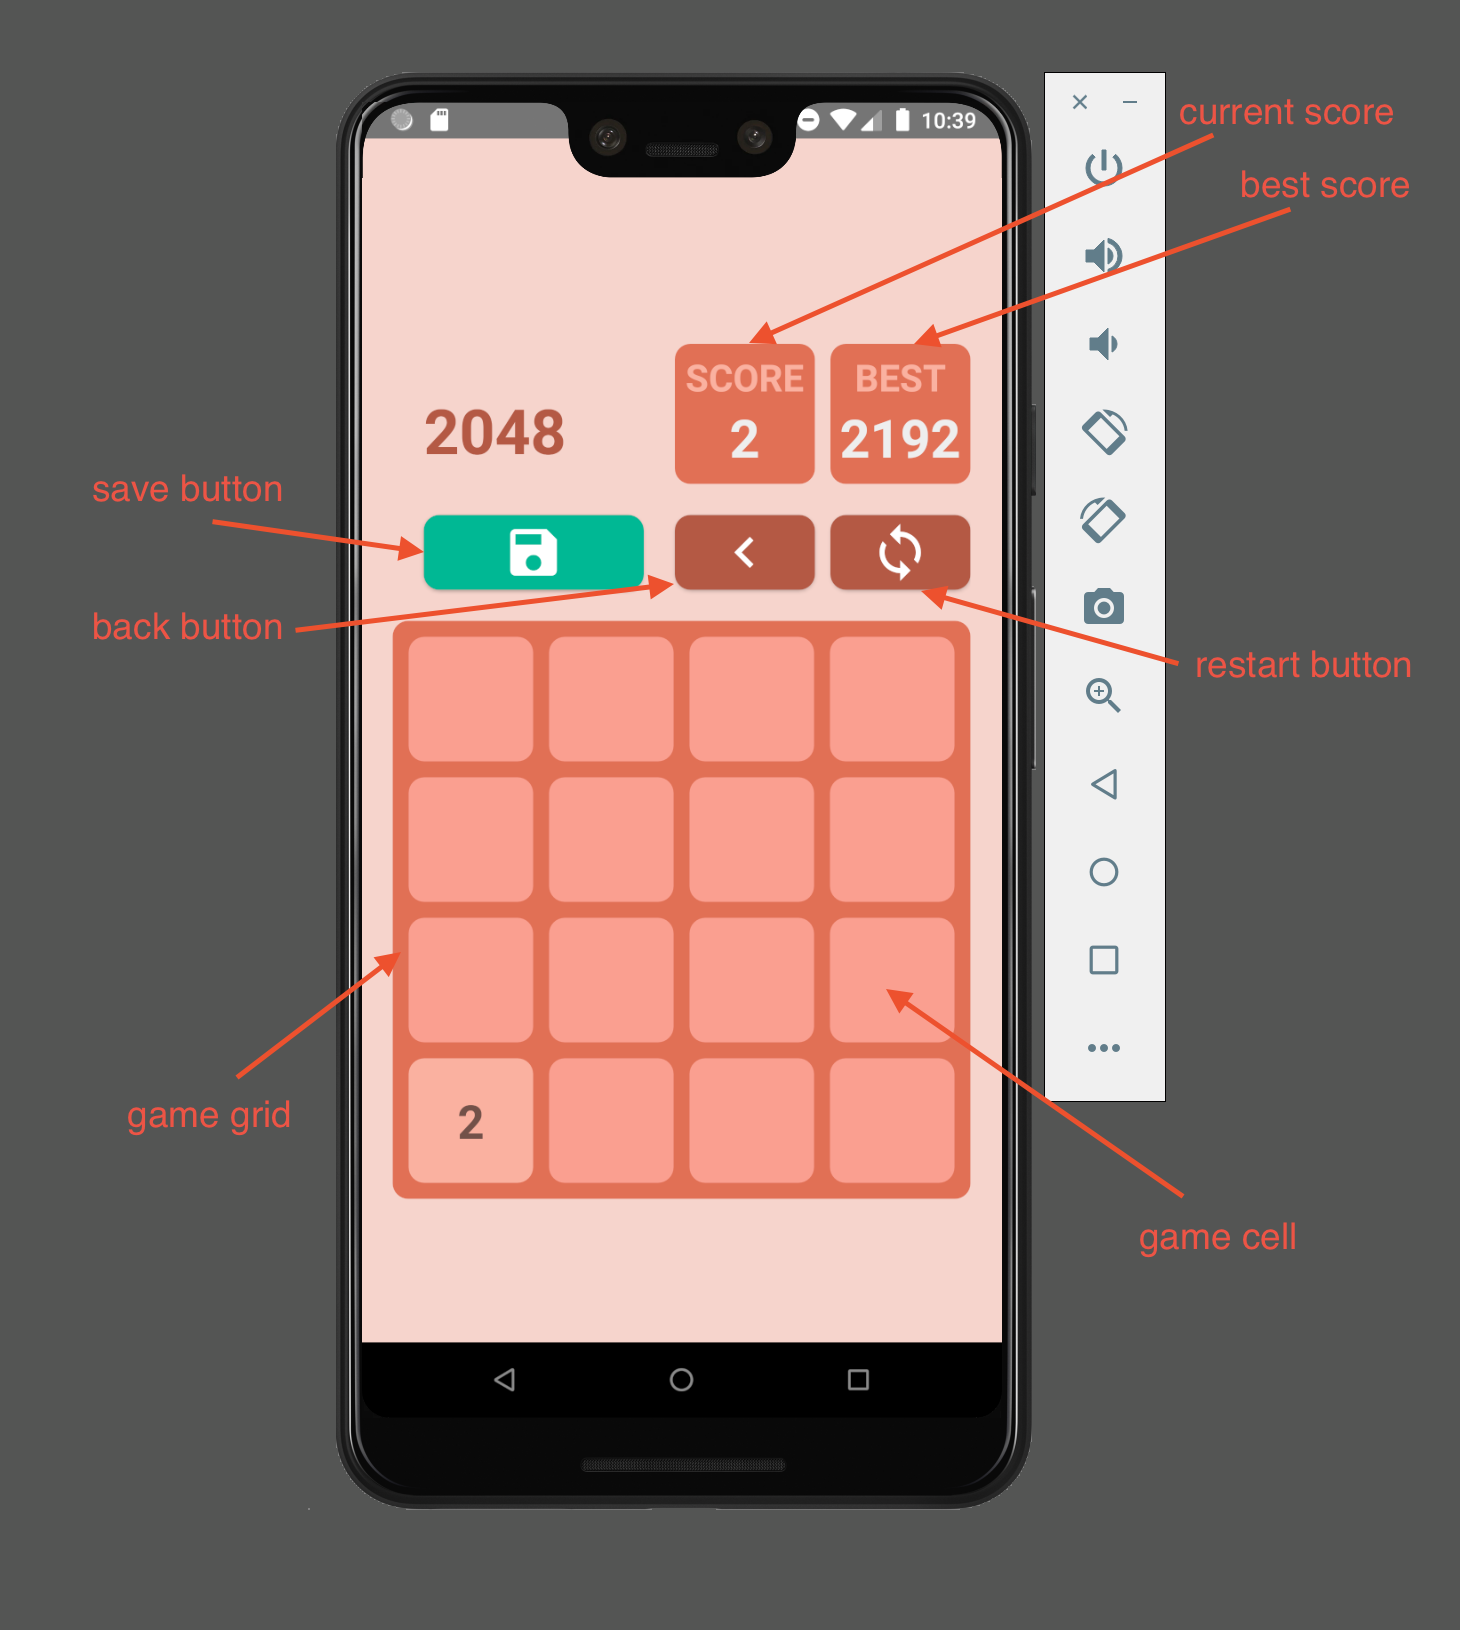 10:39
current score
best score
SCORE
BEST
2048
2
2192
save button
back button
restart button
game grid
2
game cell